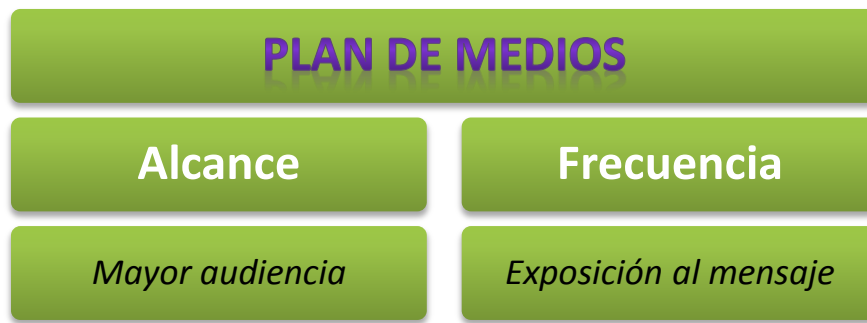 PLAN DE MEDIOS
Alcance
Frecuencia
Mayor audiencia
Exposición al mensaje